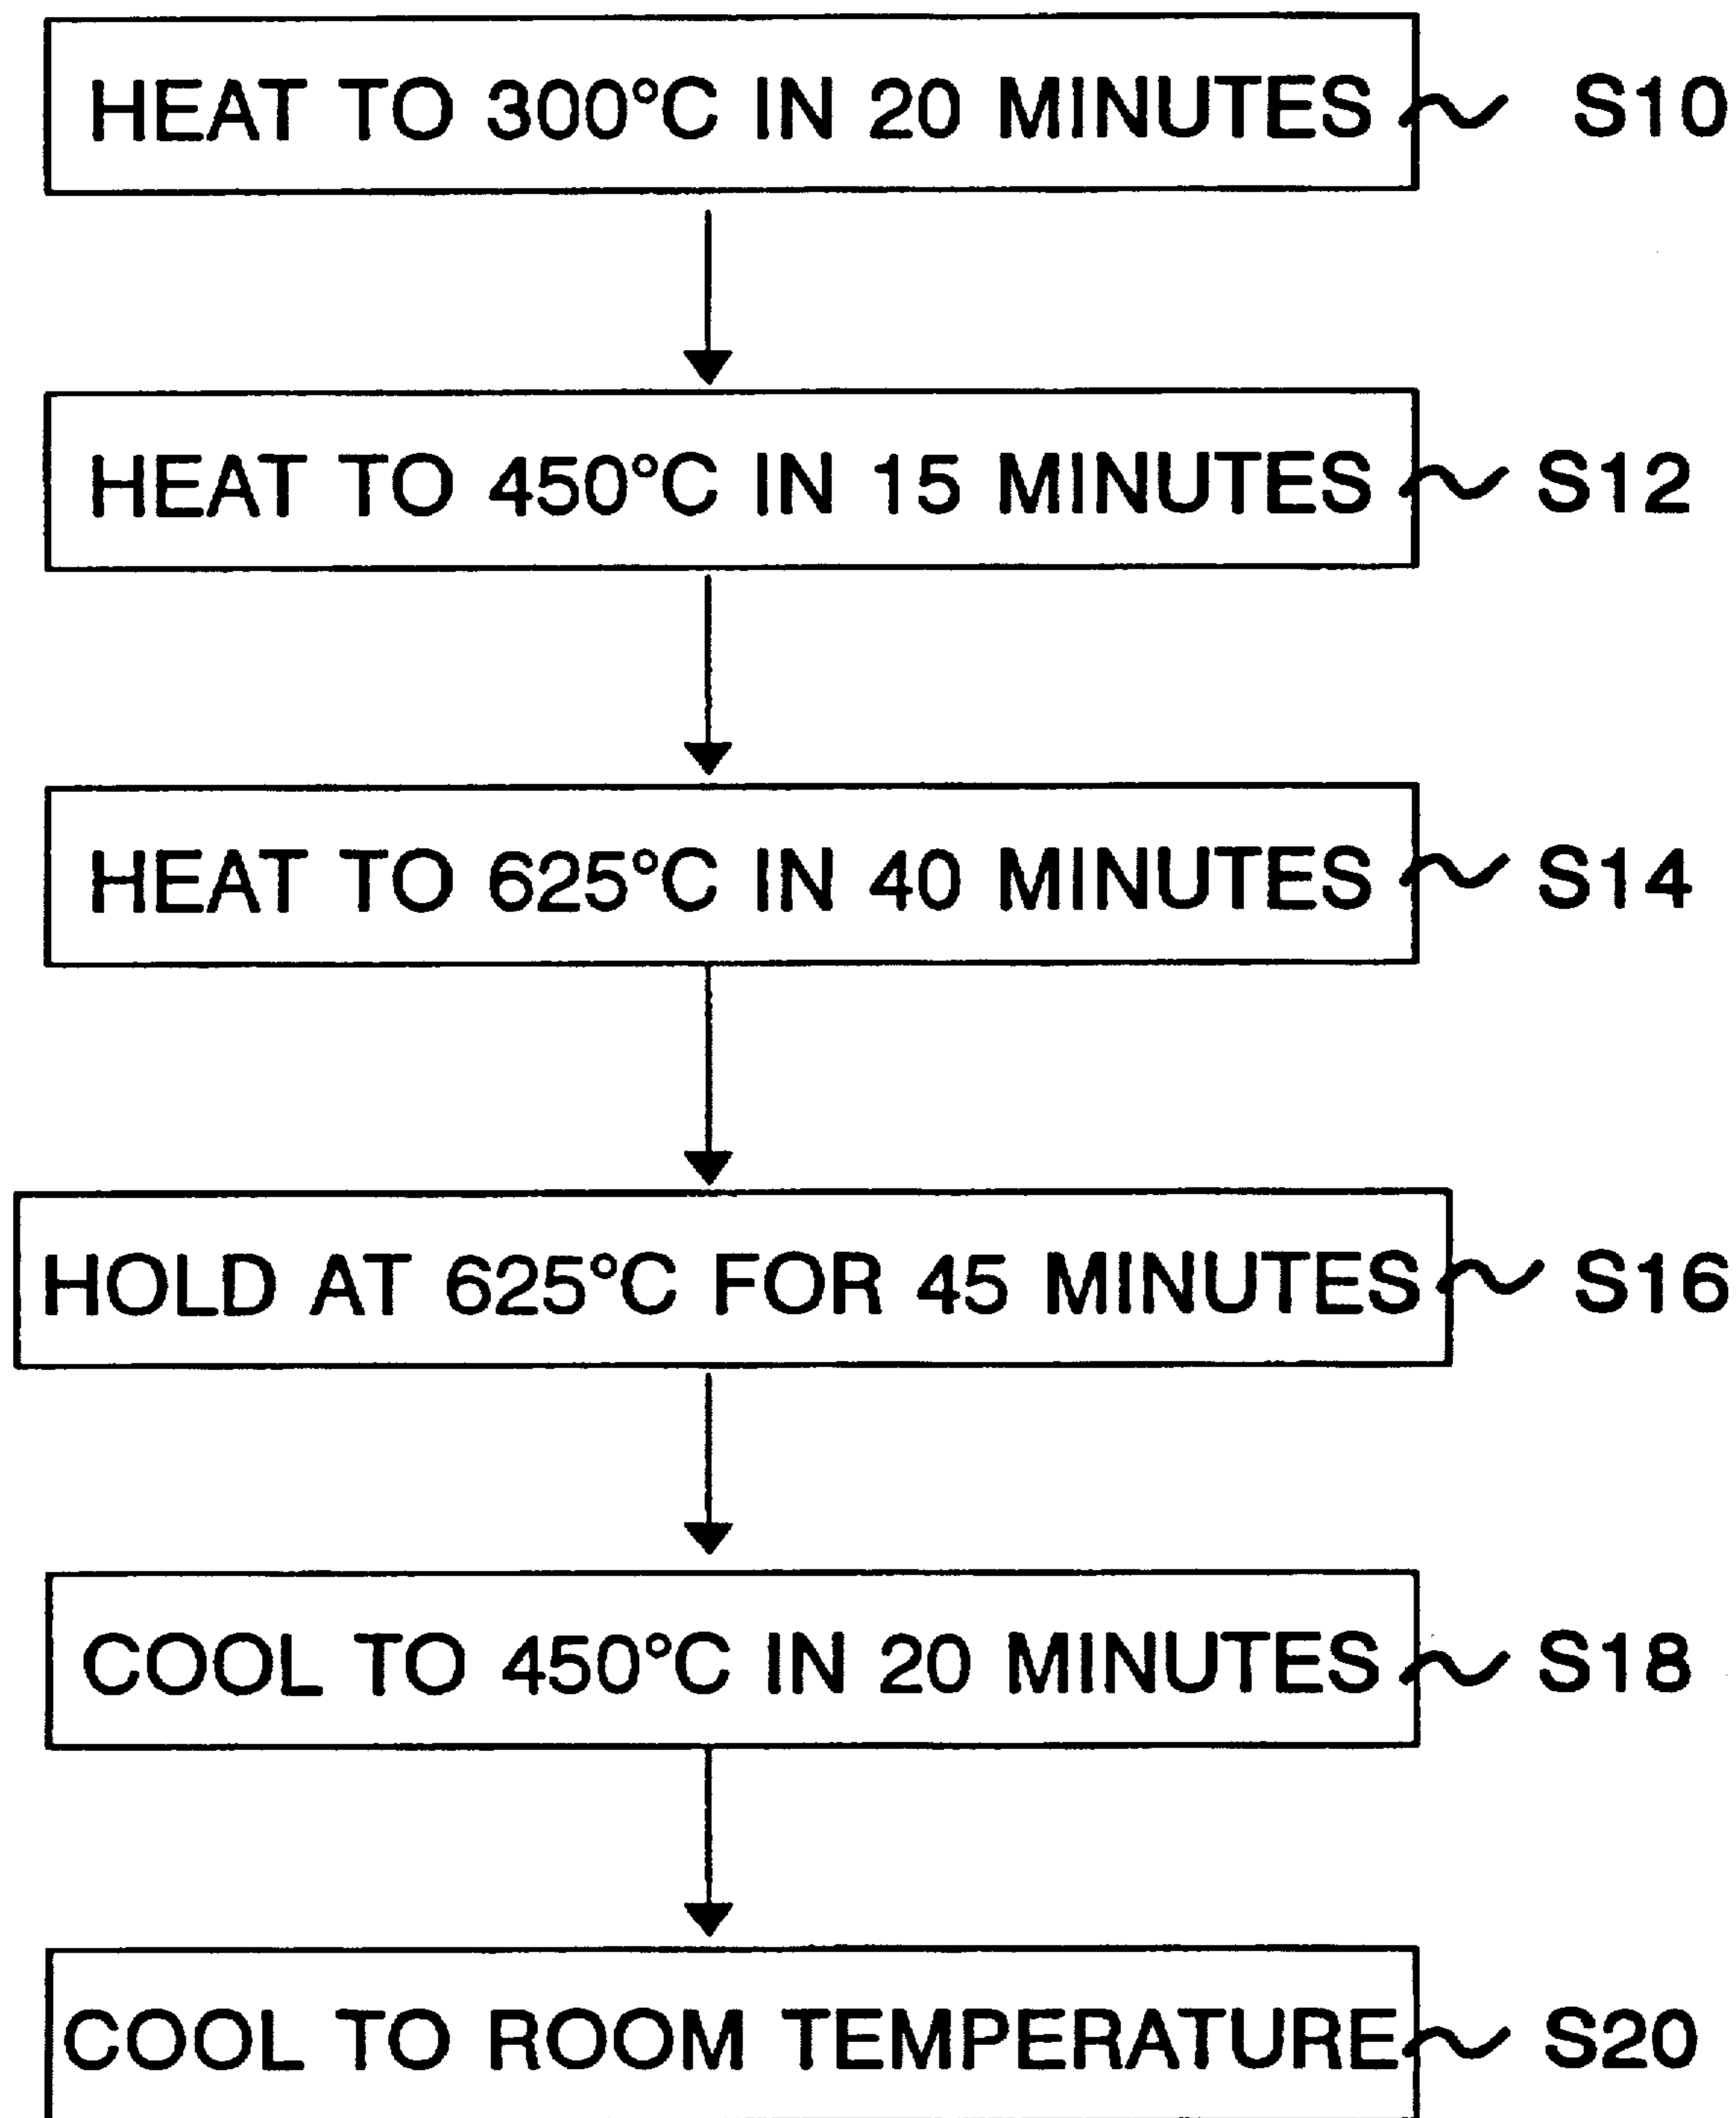 HEAT TO 300°C IN 20 MINUTES S10
HEAT TO 450°C IN 15 MINUTES S12
HEAT TO 625°C IN 40 MINUTES S14
HOLD AT 625°C FOR 45 MINUTES S16
COOL TO 450°C IN 20 MINUTES S18
COOL TO ROOM TEMPERATURE S20